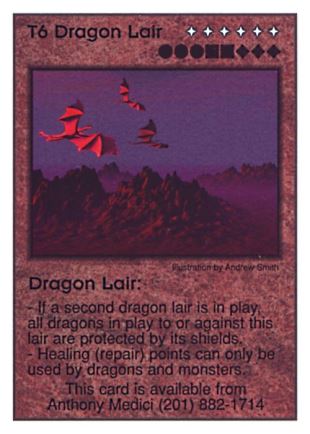 T6 Dragon Lair
Illustration by Andrew Smith
Dragon Lair:
- If a second dragon lair is in play,
all dragons in play to or against this
lair are protected by its shields.
- Healing (repair) points can only be
used by dragons and monsters.
This card is available from
Anthony Medici (201) 882-1714